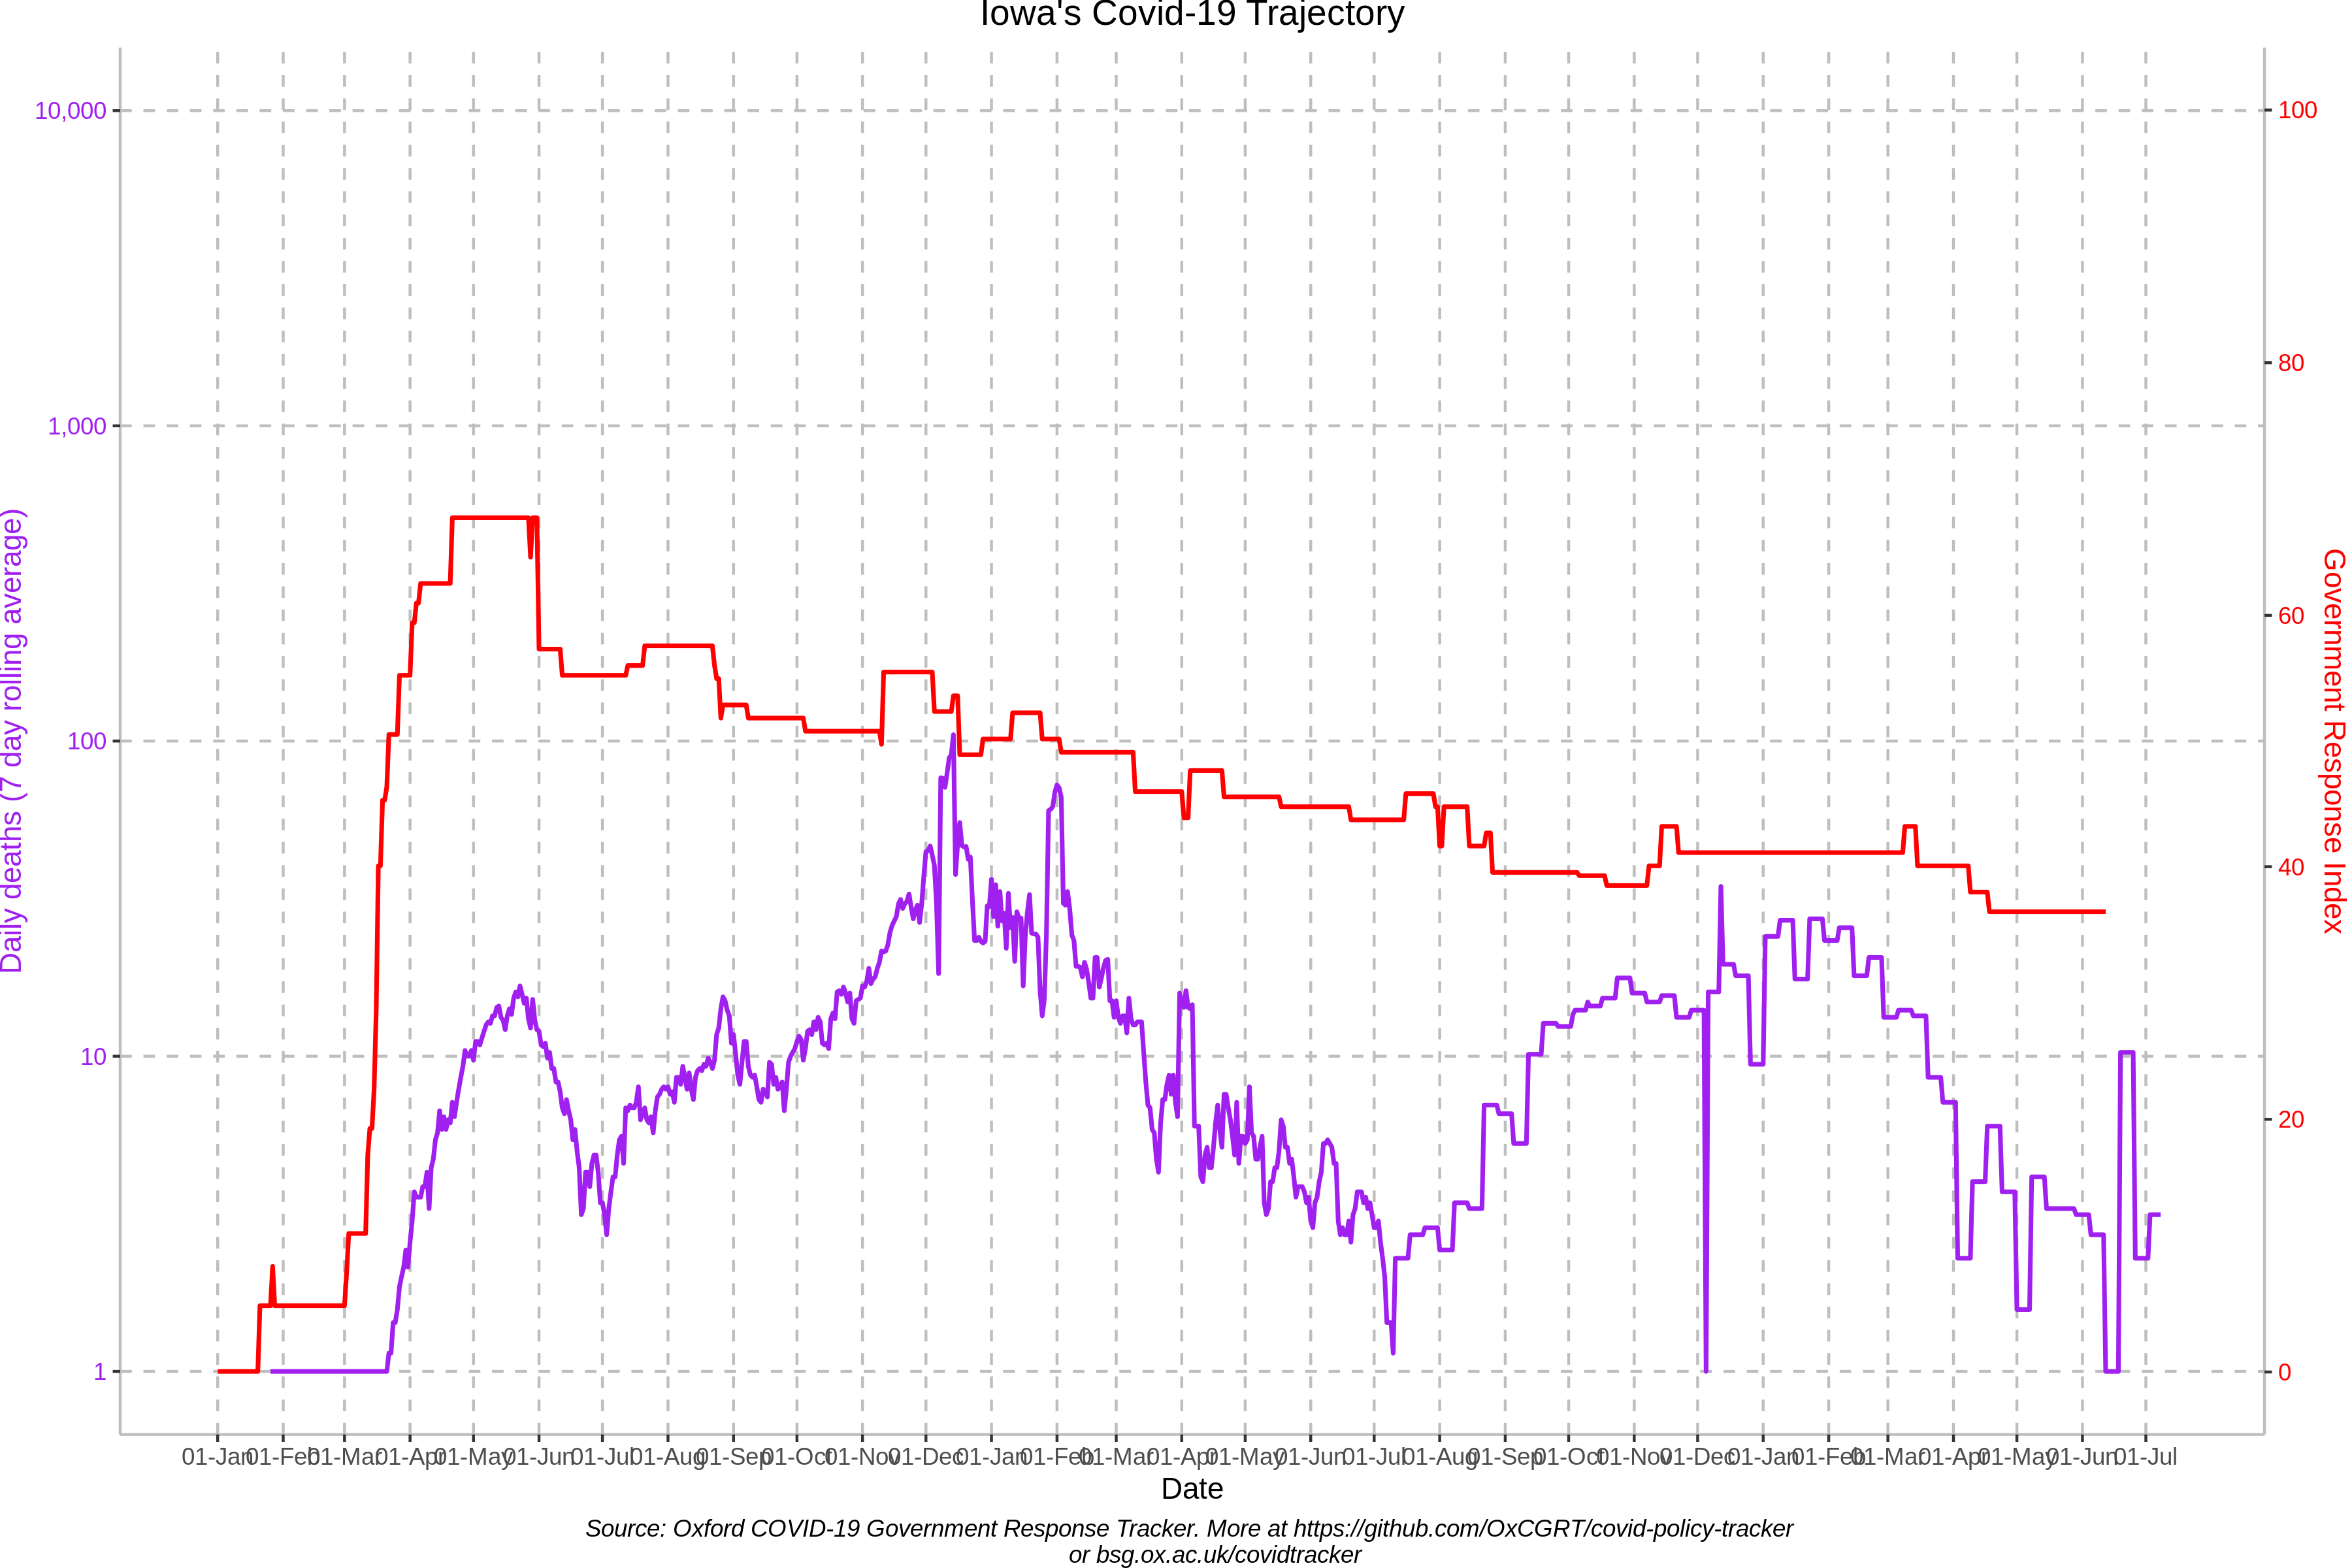 Iowa's Covid-19 Trajectory
10,000
1,000
100
10
1
Daily deaths (7 day rolling average)
100
80
60
40
20
0
Government Response Index
01-Jan 01-Feb 01-Mar 01-Apr 01-May 01-Jun 01-Jul 01-Aug 01-Sep 01-Oct 01-Nov 01-Dec 01-Jan 01-Feb 01-Mar 01-Apr 01-May 01-Jun 01-Jul 01-Aug 01-Sep 01-Oct 01-Nov 01-Dec 01-Jan 01-Feb 01-Mar 01-Apr 01-May 01-Jun 01-Jul
Date
Source: Oxford COVID-19 Government Response Tracker. More at https://github.com/OxCGRT/covid-policy-tracker
or bsg.ox.ac.uk/covidtracker